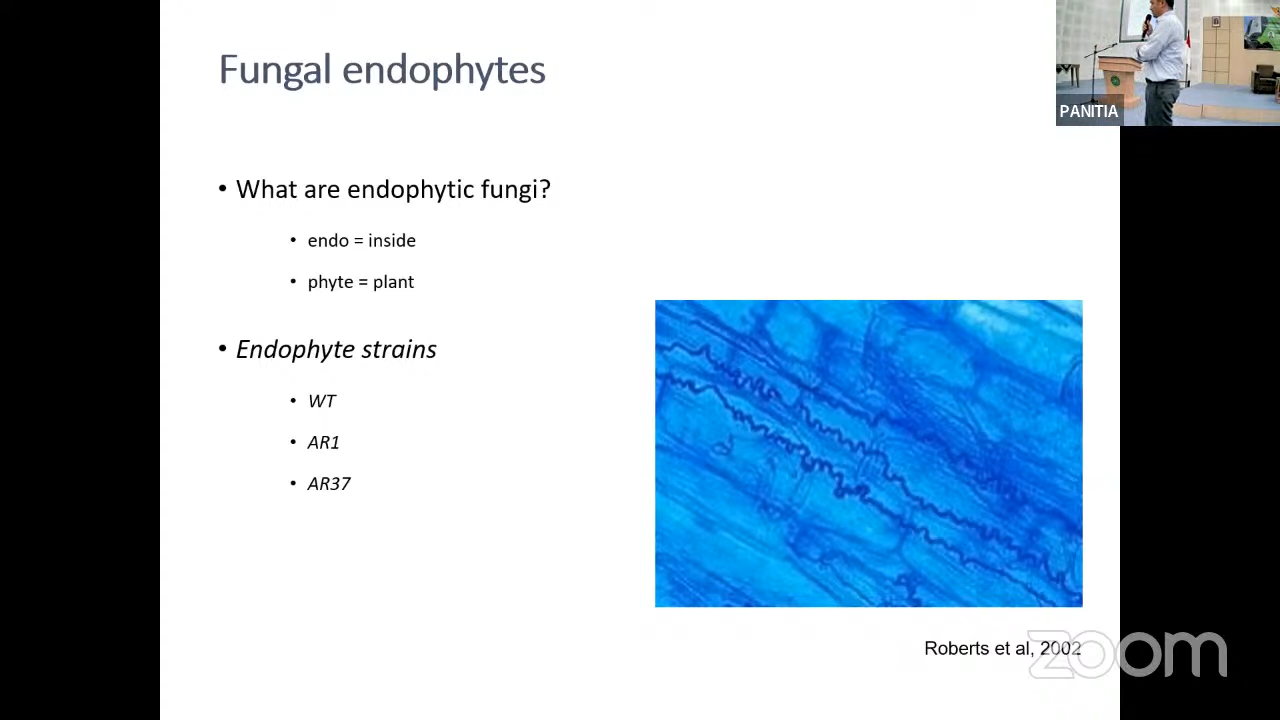 Fungal endophytes
PANITIA
• What are endophytic fungi?
• endo = inside
• phyte = plant
• Endophyte strains
• WT
• AR1
• AR37
Roberts et al, 2002
zoom